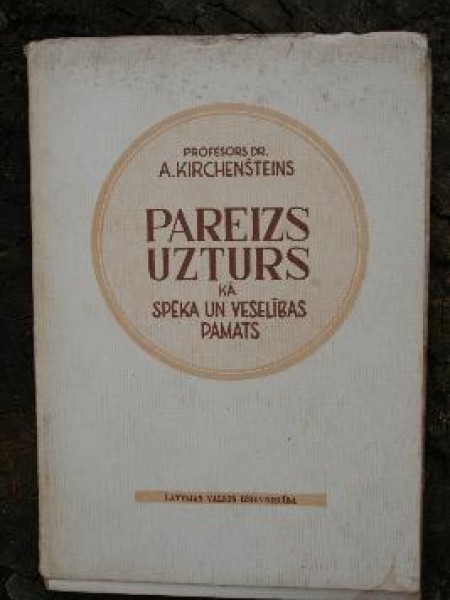 PROFESORS DR.
A. KIRCHENŠTEINS
PAREIZS
UZTURS
KĀ
SPĒKA UN VESELĪBAS
PAMATS
LATVIJAS VALSTS IZDEVNIECĪBA